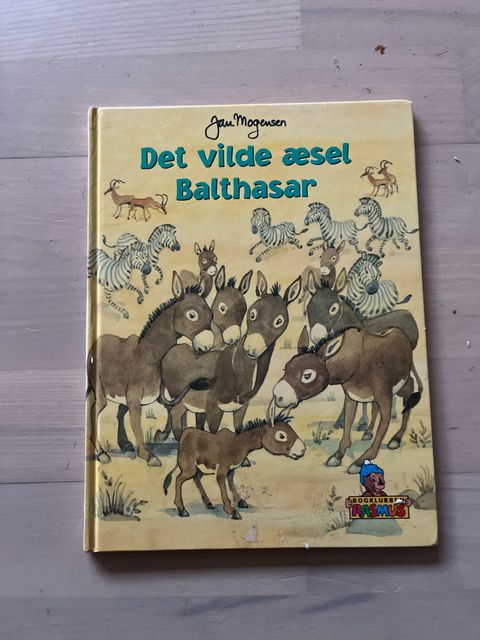 Jan Mogensen
Det vilde æsel
Balthasar
BOGKLUBBEN
RASMUS